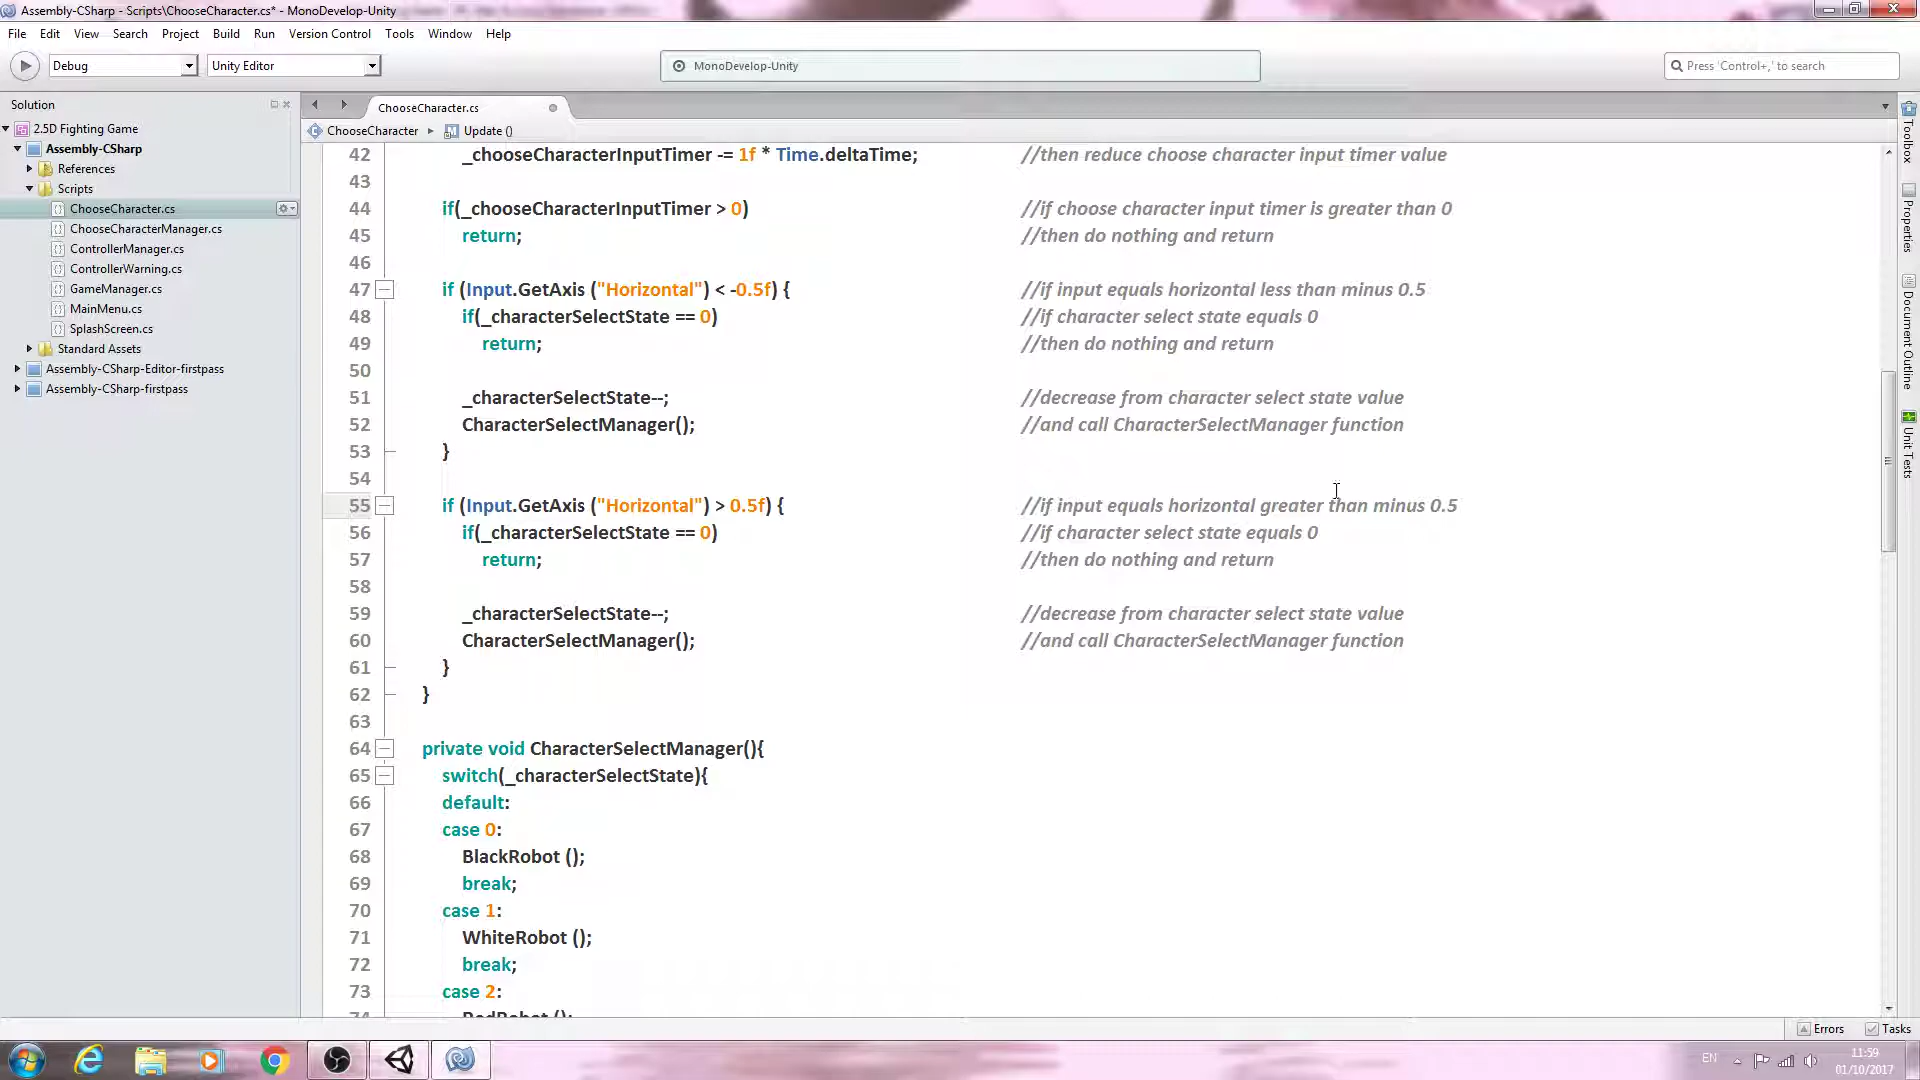 Assembly-CSharp - Scripts\ChooseCharacter.cs* - MonoDevelop-Unity
File Edit View Search Project Build Run Version Control Tools Window Help
Debug Unity Editor MonoDevelop-Unity Press 'Control+,' to search
Solution ChooseCharacter.cs
ChooseCharacter Update ()
2.5D Fighting Game
Assembly-CSharp
References
Scripts
ChooseCharacter.cs
ChooseCharacterManager.cs
ControllerManager.cs
ControllerWarning.cs
GameManager.cs
MainMenu.cs
SplashScreen.cs
Standard Assets
Assembly-CSharp-Editor-firstpass
Assembly-CSharp-firstpass
42 _chooseCharacterInputTimer -= 1f * Time.deltaTime; //then reduce choose character input timer value
43
44 if(_chooseCharacterInputTimer > 0) //if choose character input timer is greater than 0
45 return; //then do nothing and return
46
47 if (Input.GetAxis ("Horizontal") < -0.5f) { //if input equals horizontal less than minus 0.5
48 if(_characterSelectState == 0) //if character select state equals 0
49 return; //then do nothing and return
50
51 _characterSelectState--; //decrease from character select state value
52 CharacterSelectManager(); //and call CharacterSelectManager function
53 }
54
55 if (Input.GetAxis ("Horizontal") > 0.5f) { //if input equals horizontal greater than minus 0.5
56 if(_characterSelectState == 0) //if character select state equals 0
57 return; //then do nothing and return
58
59 _characterSelectState--; //decrease from character select state value
60 CharacterSelectManager(); //and call CharacterSelectManager function
61 }
62 }
63
64 private void CharacterSelectManager(){
65 switch(_characterSelectState){
66 default:
67 case 0:
68 BlackRobot ();
69 break;
70 case 1:
71 WhiteRobot ();
72 break;
73 case 2:
74 RedRobot ();
Toolbox
Properties
Document Outline
Unit Tests
Errors Tasks
EN
11:59
01/10/2017